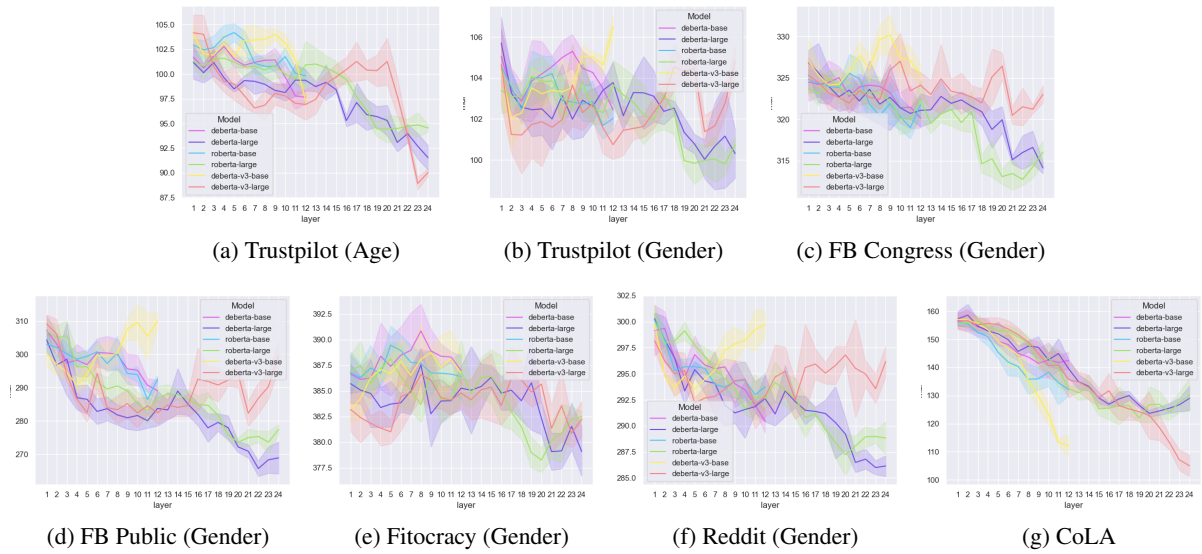 105.0
102.5
100.0
97.5
95.0
92.5
90.0
87.5
Model
deberta-base
deberta-large
roberta-base
roberta-large
deberta-v3-base
deberta-v3-large
1 2 3 4 5 6 7 8 9 10 11 12 13 14 15 16 17 18 19 20 21 22 23 24
layer
(a) Trustpilot (Age)
106
104
102
100
Model
deberta-base
deberta-large
roberta-base
roberta-large
deberta-v3-base
deberta-v3-large
1 2 3 4 5 6 7 8 9 10 11 12 13 14 15 16 17 18 19 20 21 22 23 24
layer
(b) Trustpilot (Gender)
330
325
320
315
Model
deberta-base
deberta-large
roberta-base
roberta-large
deberta-v3-base
deberta-v3-large
1 2 3 4 5 6 7 8 9 10 11 12 13 14 15 16 17 18 19 20 21 22 23 24
layer
(c) FB Congress (Gender)
310
300
290
280
270
Model
deberta-base
deberta-large
roberta-base
roberta-large
deberta-v3-base
deberta-v3-large
1 2 3 4 5 6 7 8 9 10 11 12 13 14 15 16 17 18 19 20 21 22 23 24
layer
(d) FB Public (Gender)
392.5
390.0
387.5
385.0
382.5
380.0
377.5
Model
deberta-base
deberta-large
roberta-base
roberta-large
deberta-v3-base
deberta-v3-large
1 2 3 4 5 6 7 8 9 10 11 12 13 14 15 16 17 18 19 20 21 22 23 24
layer
(e) Fitocracy (Gender)
302.5
300.0
297.5
295.0
292.5
290.0
287.5
285.0
Model
deberta-base
deberta-large
roberta-base
roberta-large
deberta-v3-base
deberta-v3-large
1 2 3 4 5 6 7 8 9 10 11 12 13 14 15 16 17 18 19 20 21 22 23 24
layer
(f) Reddit (Gender)
160
150
140
130
120
110
100
Model
deberta-base
deberta-large
roberta-base
roberta-large
deberta-v3-base
deberta-v3-large
1 2 3 4 5 6 7 8 9 10 11 12 13 14 15 16 17 18 19 20 21 22 23 24
layer
(g) CoLA